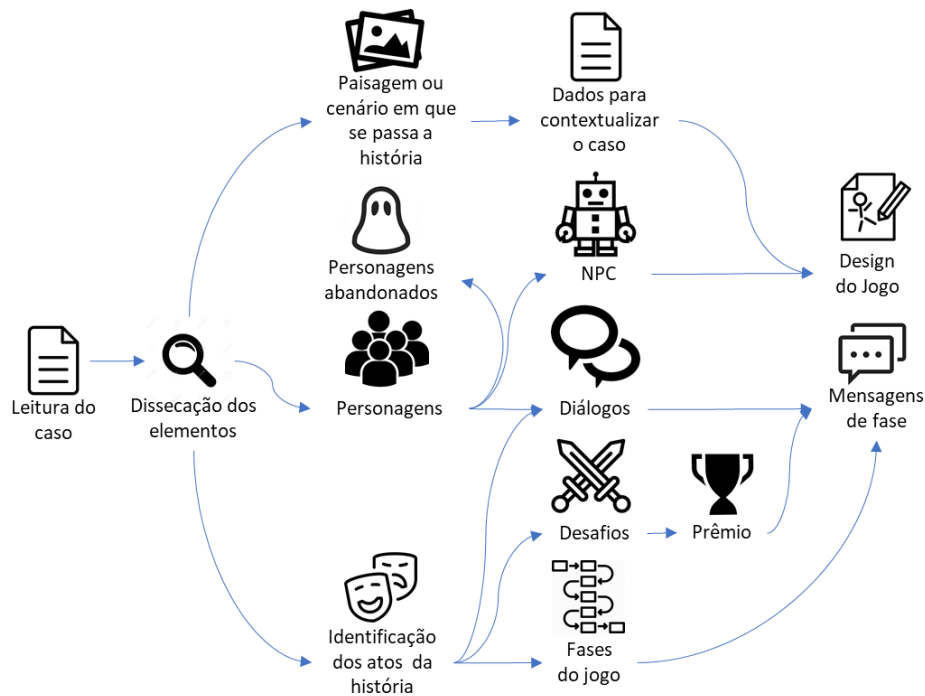 Paisagem ou
cenário em que
se passa a
história
Dados para
contextualizar
o caso
Personagens
abandonados
NPC
Design
do Jogo
Leitura do
caso
Dissecação dos
elementos
Personagens
Diálogos
Mensagens
de fase
Desafios
Prêmio
Identificação
dos atos da
história
Fases
do jogo